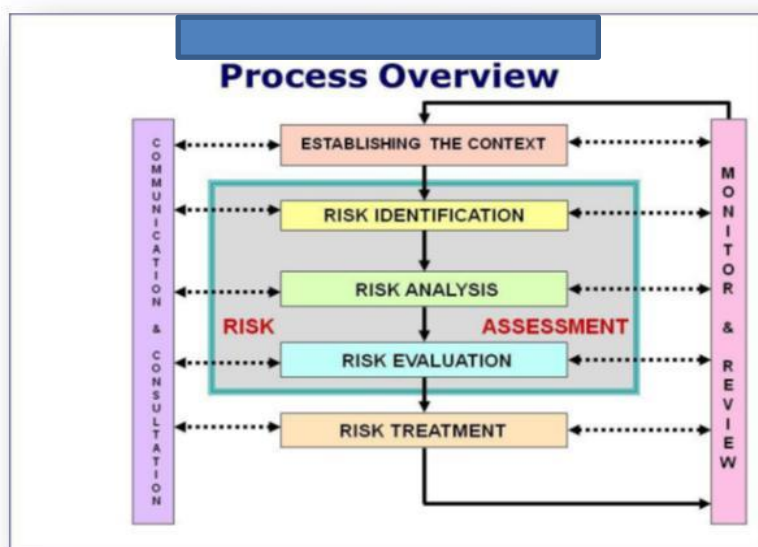 Process Overview
ESTABLISHING THE CONTEXT
RISK IDENTIFICATION
RISK ANALYSIS
RISK ASSESSMENT
RISK EVALUATION
RISK TREATMENT
COMMUNICATION & CONSULTATION
MONITOR & REVIEW